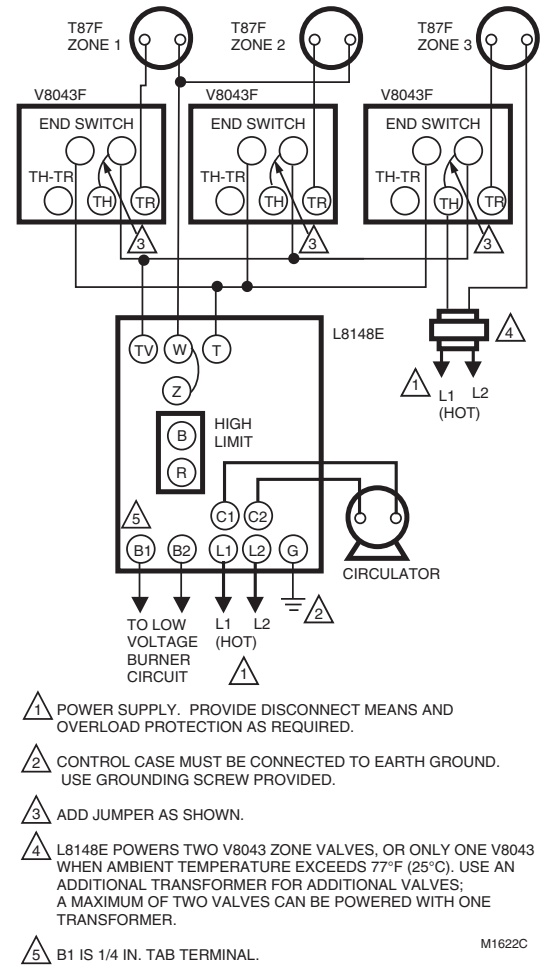 T87F
ZONE 1
T87F
ZONE 2
T87F
ZONE 3
V8043F
V8043F
V8043F
END SWITCH
END SWITCH
END SWITCH
TH-TR
TH
TR
TH-TR
TH
TR
TH-TR
TH
TR
3
3
3
L8148E
4
TV
W
T
Z
1
L1
(HOT)
L2
B
R
HIGH
LIMIT
5
C1
C2
B1
B2
L1
L2
G
CIRCULATOR
TO LOW
VOLTAGE
BURNER
CIRCUIT
L1
(HOT)
L2
1
2
1 POWER SUPPLY. PROVIDE DISCONNECT MEANS AND
OVERLOAD PROTECTION AS REQUIRED.
2 CONTROL CASE MUST BE CONNECTED TO EARTH GROUND.
USE GROUNDING SCREW PROVIDED.
3 ADD JUMPER AS SHOWN.
4 L8148E POWERS TWO V8043 ZONE VALVES, OR ONLY ONE V8043
WHEN AMBIENT TEMPERATURE EXCEEDS 77°F (25°C). USE AN
ADDITIONAL TRANSFORMER FOR ADDITIONAL VALVES;
A MAXIMUM OF TWO VALVES CAN BE POWERED WITH ONE
TRANSFORMER.
5 B1 IS 1/4 IN. TAB TERMINAL.
M1622C